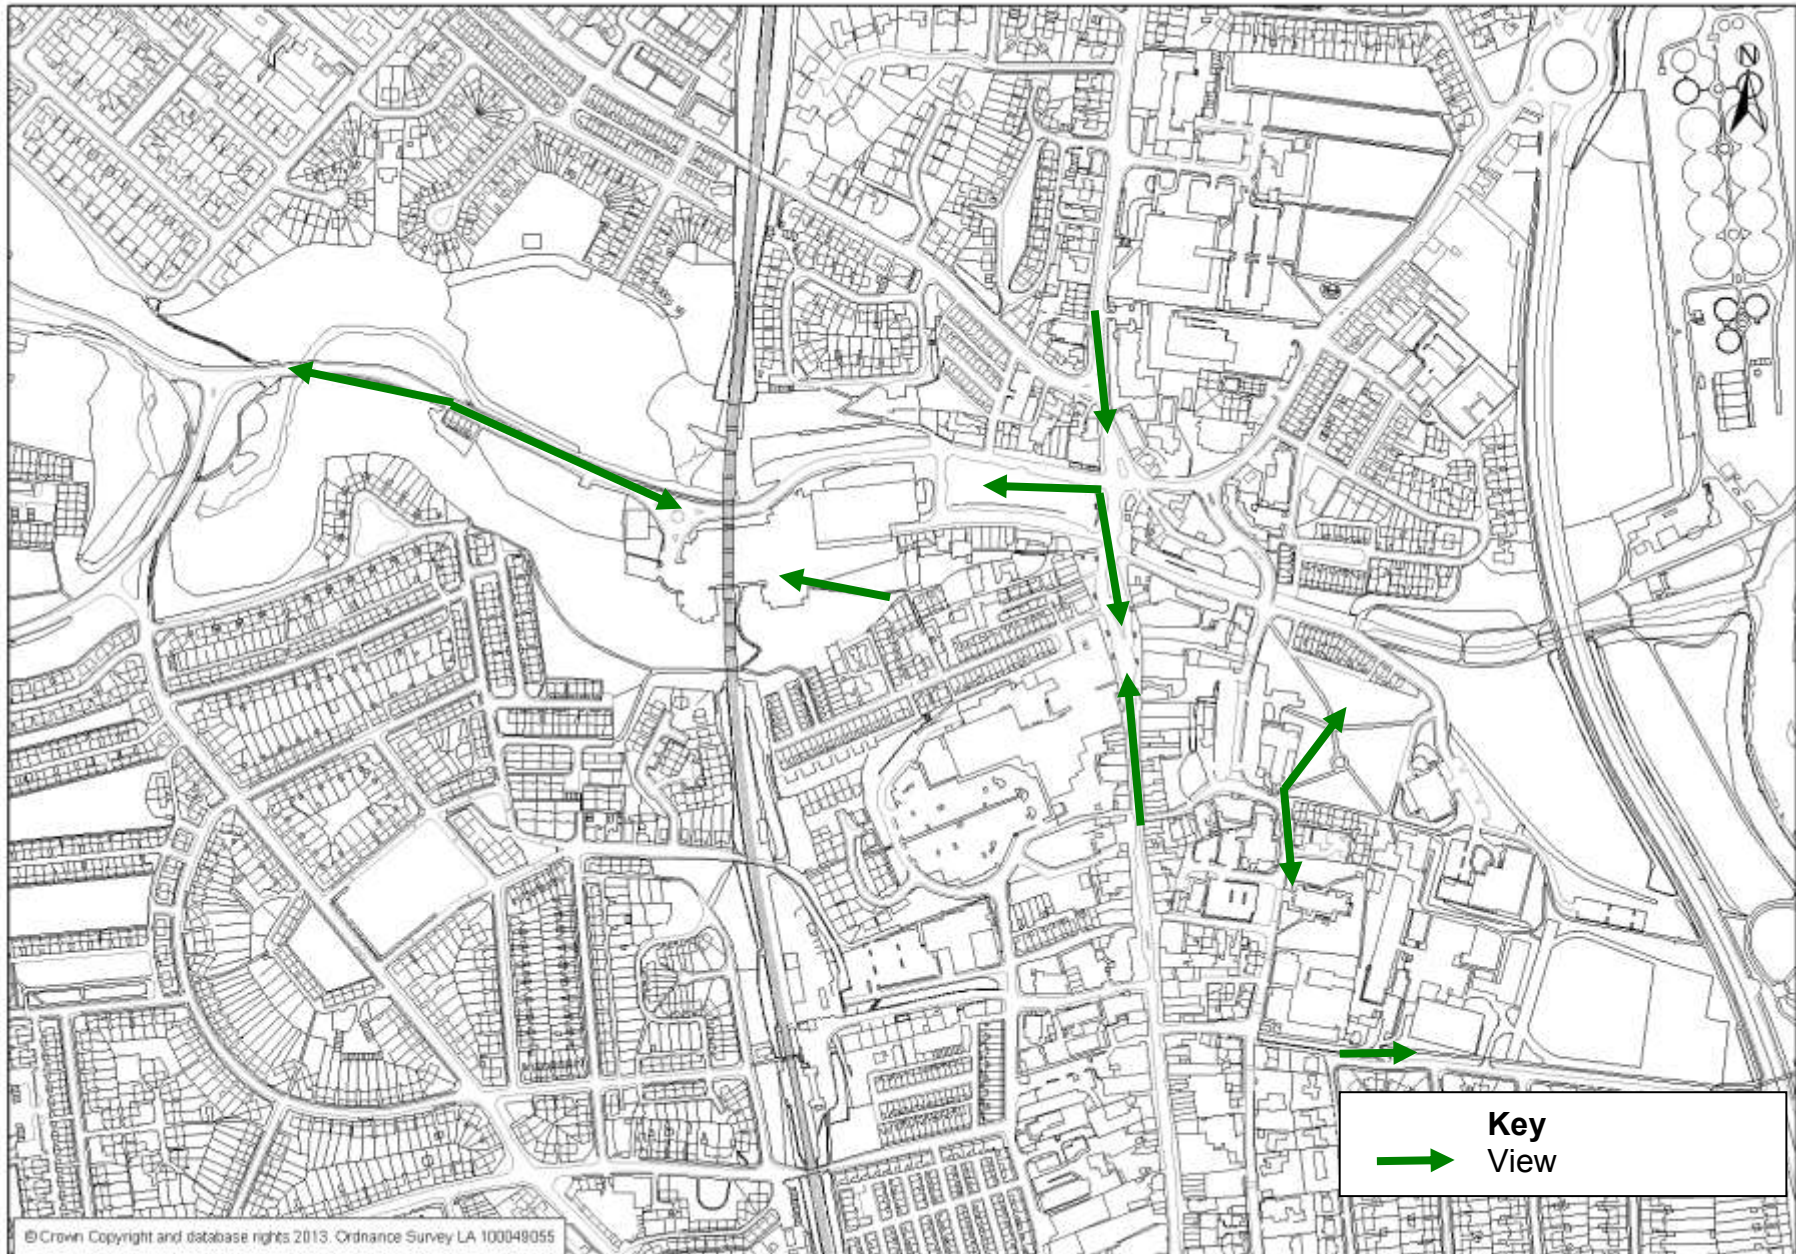 N
Key
View
© Crown Copyright and database rights 2013. Ordnance Survey LA 100049055